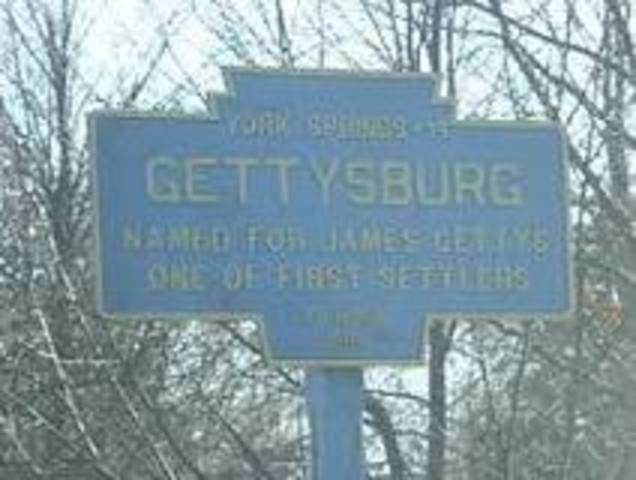 YORK SPRINGS
GETTYSBURG
NAMED FOR JAMES GETTYS
ONE OF FIRST SETTLERS